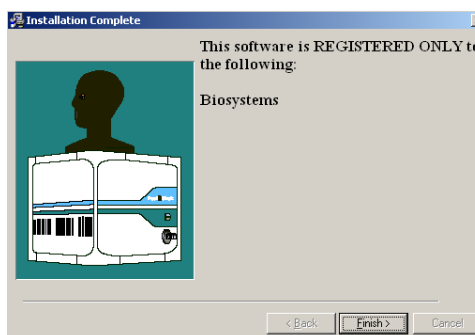 Installation Complete
This software is REGISTERED ONLY to
the following:
Biosystems
< Back
Finish >
Cancel